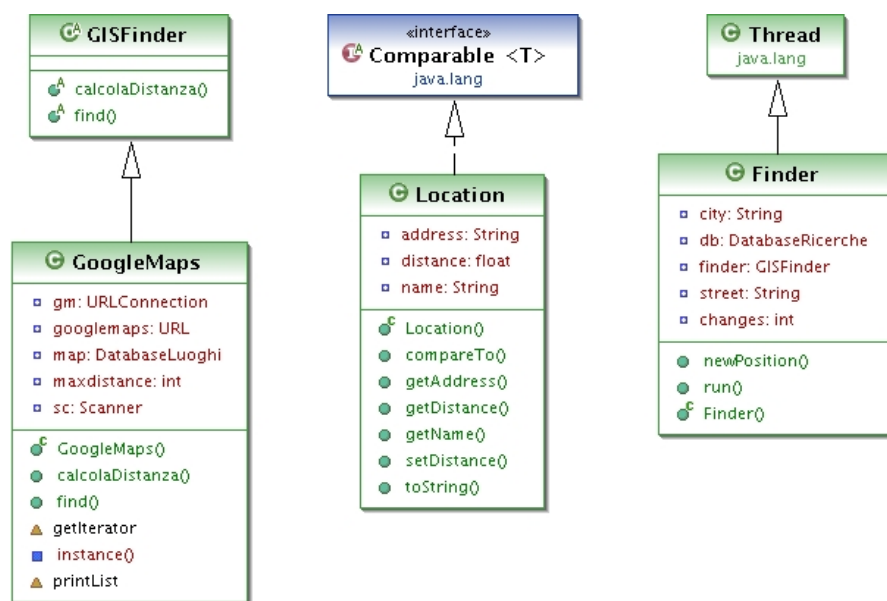 GISFinder
calcolaDistanza()
find()
GoogleMaps
gm: URLConnection
googlemaps: URL
map: DatabaseLuoghi
maxdistance: int
sc: Scanner
GoogleMaps()
calcolaDistanza()
find()
getIterator
instance()
printList
«interface»
Comparable <T>
java.lang
Location
address: String
distance: float
name: String
Location()
compareTo()
getAddress()
getDistance()
getName()
setDistance()
toString()
Thread
java.lang
Finder
city: String
db: DatabaseRicerche
finder: GISFinder
street: String
changes: int
newPosition()
run()
Finder()